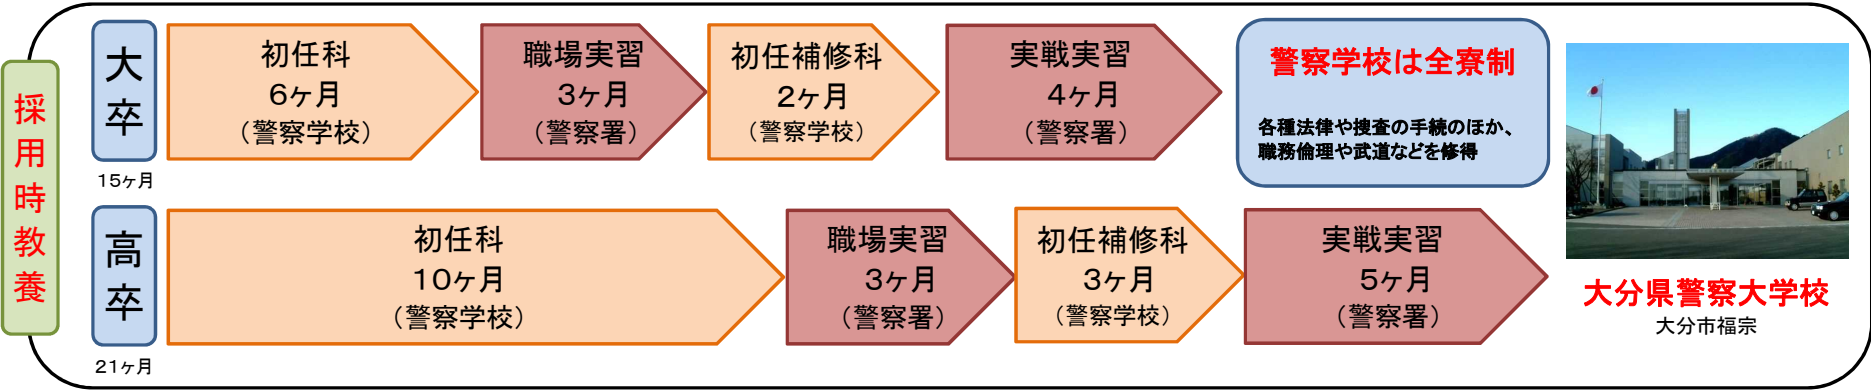 採用時教養
大卒
15ヶ月
初任科
6ヶ月
(警察学校)
職場実習
3ヶ月
(警察署)
初任補修科
2ヶ月
(警察学校)
実戦実習
4ヶ月
(警察署)
警察学校は全寮制
各種法律や捜査の手続のほか、
職務倫理や武道などを修得
高卒
21ヶ月
初任科
10ヶ月
(警察学校)
職場実習
3ヶ月
(警察署)
初任補修科
3ヶ月
(警察学校)
実戦実習
5ヶ月
(警察署)
大分県警察大学校
大分市福宗